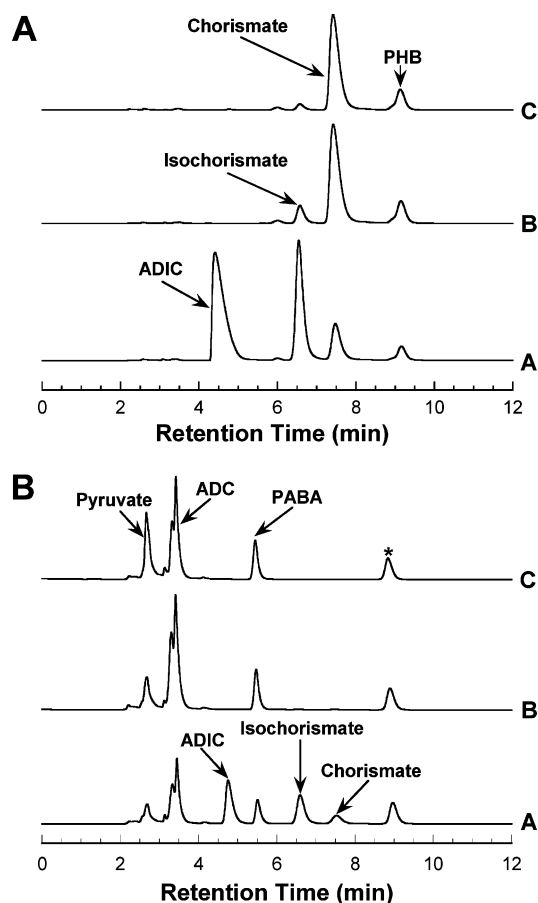 A
Chorismate
PHB
C
Isochorismate
B
ADIC
A
0 2 4 6 8 10 12
Retention Time (min)
B
Pyruvate
ADC
PABA
*
C
B
ADIC
Isochorismate
Chorismate
A
0 2 4 6 8 10 12
Retention Time (min)